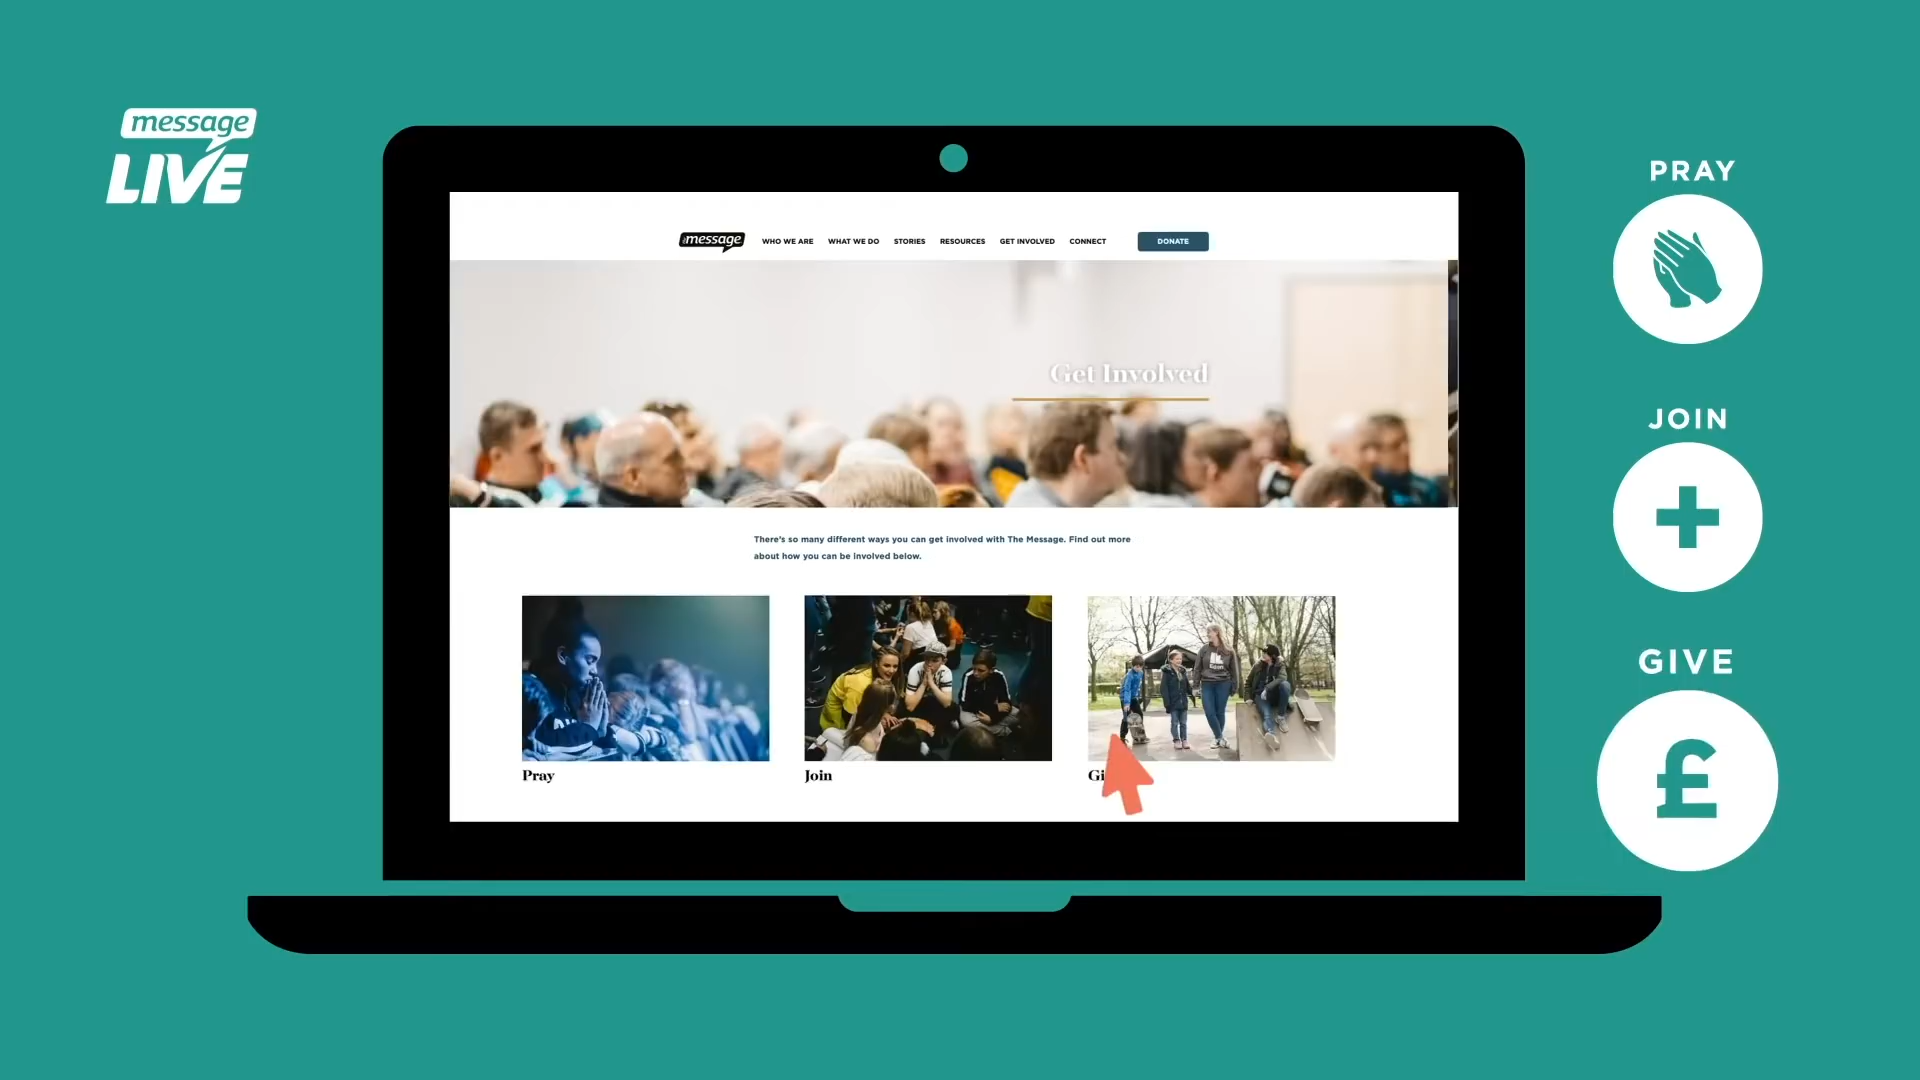 message
LIVE
message WHO WE ARE WHAT WE DO STORIES RESOURCES GET INVOLVED CONNECT DONATE
Get Involved
There's so many different ways you can get involved with The Message. Find out more
about how you can be involved below.
Pray
Join
Gi
PRAY
JOIN
GIVE
£